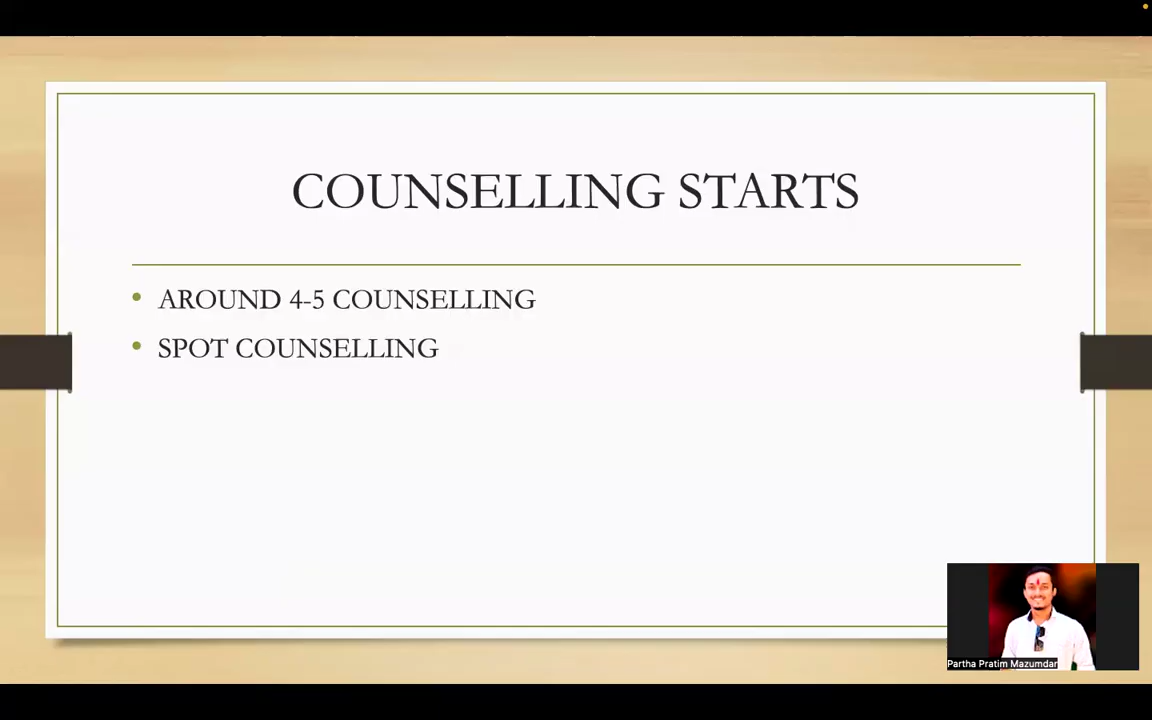 COUNSELLING STARTS
AROUND 4-5 COUNSELLING
SPOT COUNSELLING
Partha Pratim Mazumdar